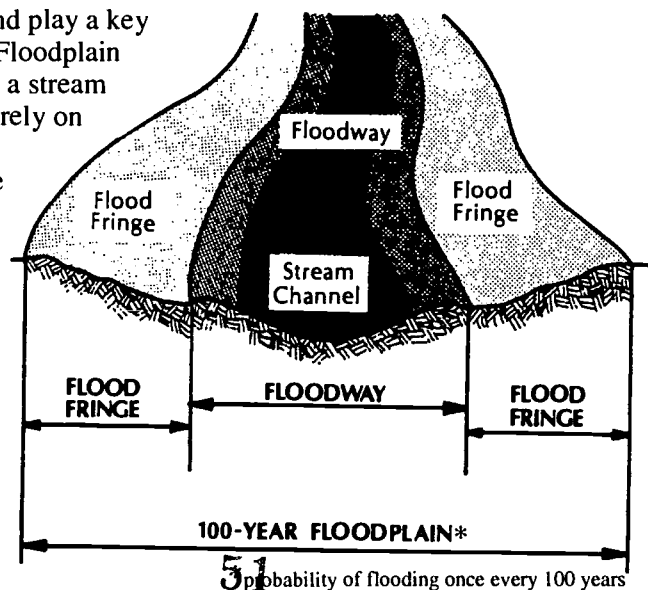 nd play a key
Floodplain
a stream
rely on
Floodway
Flood
Fringe
Flood
Fringe
Stream
Channel
FLOOD
FRINGE
FLOODWAY
FLOOD
FRINGE
100-YEAR FLOODPLAIN*
51
probability of flooding once every 100 years